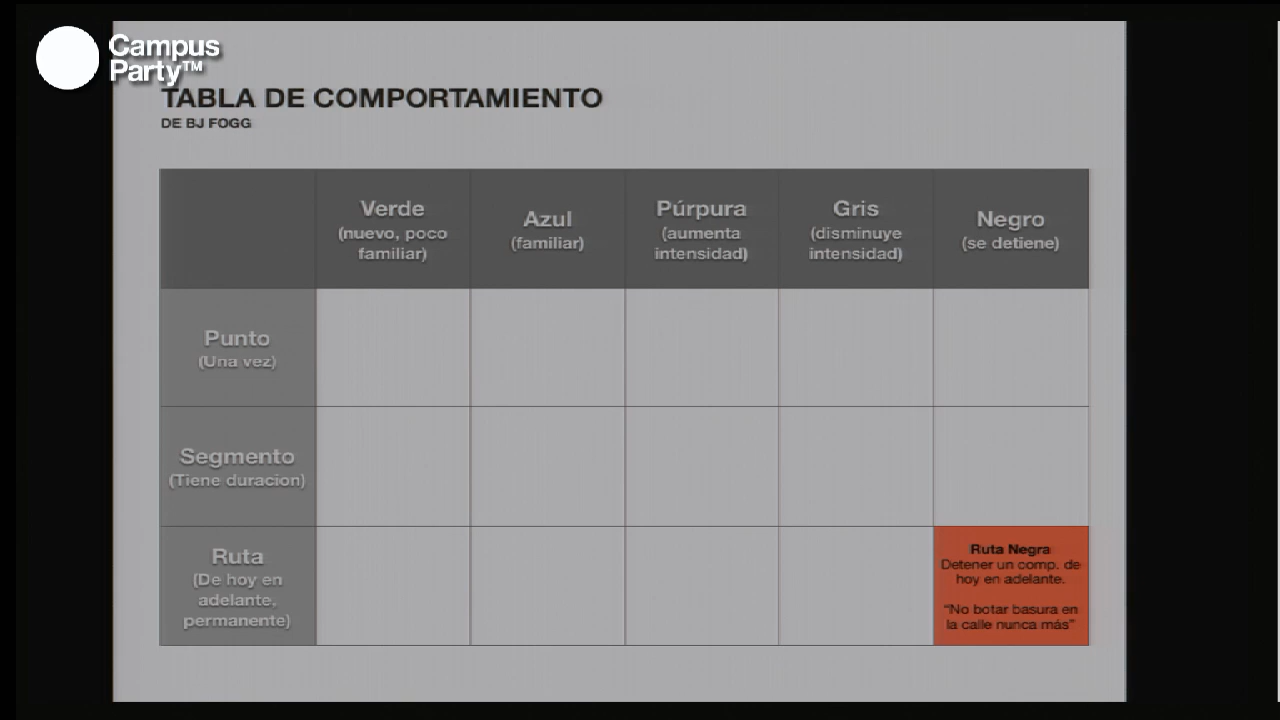 Campus
Party™
TABLA DE COMPORTAMIENTO
DE BJ FOGG
Verde
(nuevo, poco
familiar)
Azul
(familiar)
Púrpura
(aumenta
intensidad)
Gris
(disminuye
intensidad)
Negro
(se detiene)
Punto
(Una vez)
Segmento
(Tiene duracion)
Ruta
(De hoy en
adelante,
permanente)
Ruta Negra
Detener un comp. de
hoy en adelante.
“No botar basura en
la calle nunca más”